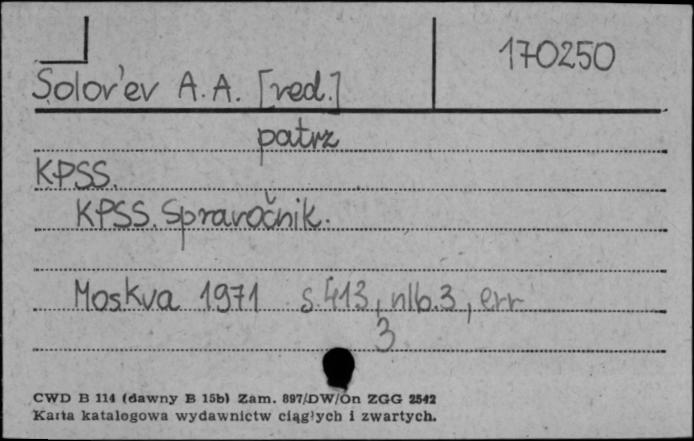 170250
Solov'ev A.A. [red.]
patrz
KPSS.
KPSS. Spravočnik.
Moskva 1971 s. 413, nlb. 3, err
3
CWD B 114 (dawny B 15b) Zam. 897/DW/On ZGG 2542
Karta katalogowa wydawnictw ciągłych i zwartych.